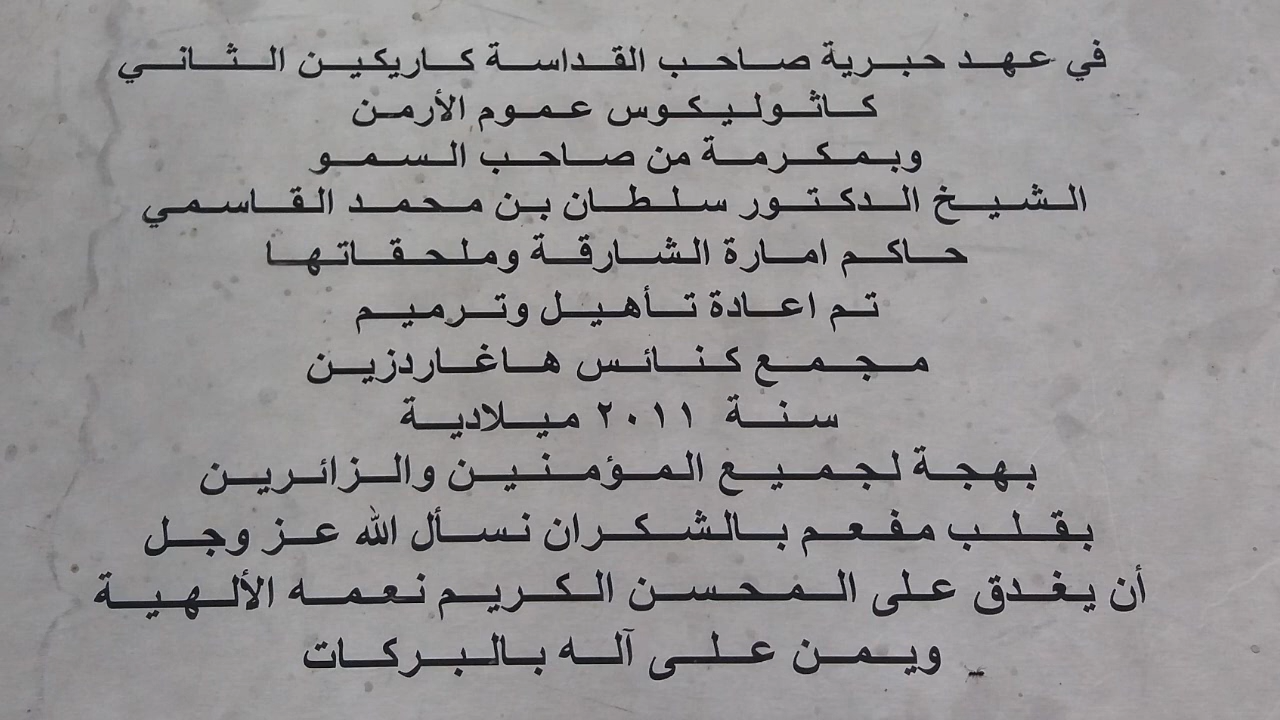 في عهد حبرية صاحب القداسة كاريكين الثاني
كاثوليكوس عموم الأرمن
وبمكرمة من صاحب السمو
الشيخ الدكتور سلطان بن محمد القاسمي
حاكم امارة الشارقة وملحقاتها
تم اعادة تأهيل وترميم
مجمع كنائس هاغاردزين
سنة ٢٠١١ ميلادية
بهجة لجميع المؤمنين والزائرين
بقلب مفعم بالشكران نسأل الله عز وجل
أن يغدق على المحسن الكريم نعمه الألهية
ويمن على آله بالبركات